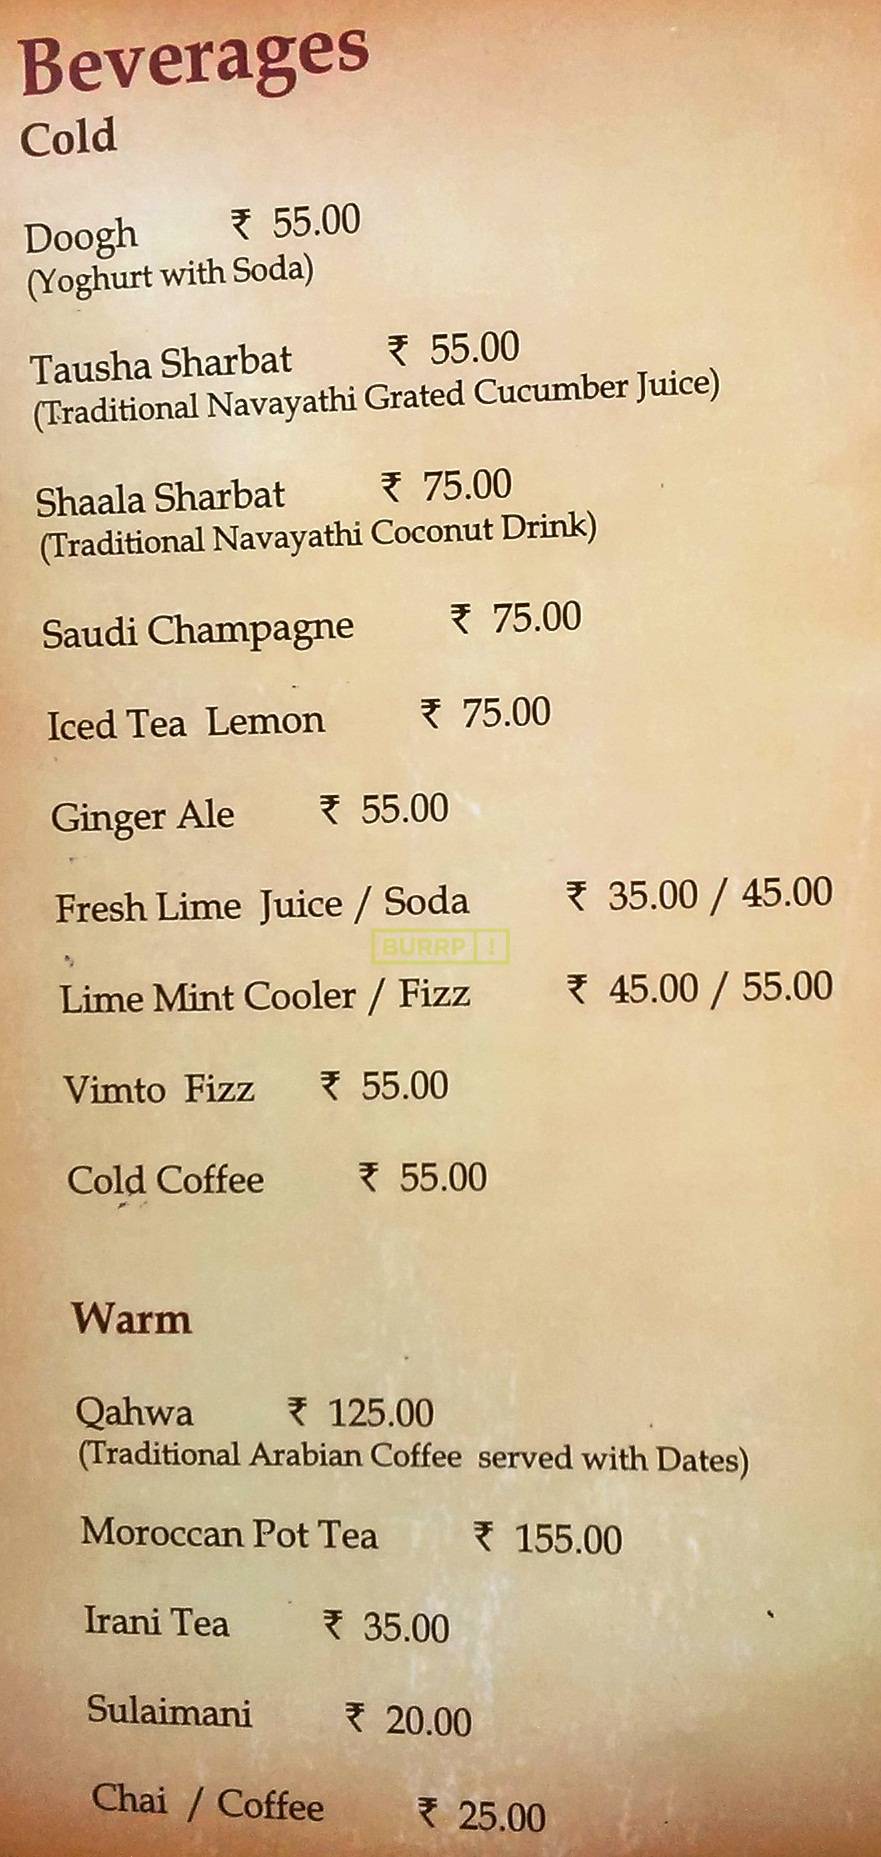 Beverages
Cold
Doogh ₹ 55.00
(Yoghurt with Soda)
Tausha Sharbat ₹ 55.00
(Traditional Navayathi Grated Cucumber Juice)
Shaala Sharbat ₹ 75.00
(Traditional Navayathi Coconut Drink)
Saudi Champagne ₹ 75.00
Iced Tea Lemon ₹ 75.00
Ginger Ale ₹ 55.00
Fresh Lime Juice / Soda ₹ 35.00 / 45.00
BURRP !
Lime Mint Cooler / Fizz ₹ 45.00 / 55.00
Vimto Fizz ₹ 55.00
Cold Coffee ₹ 55.00
Warm
Qahwa ₹ 125.00
(Traditional Arabian Coffee served with Dates)
Moroccan Pot Tea ₹ 155.00
Irani Tea ₹ 35.00
Sulaimani ₹ 20.00
Chai / Coffee ₹ 25.00